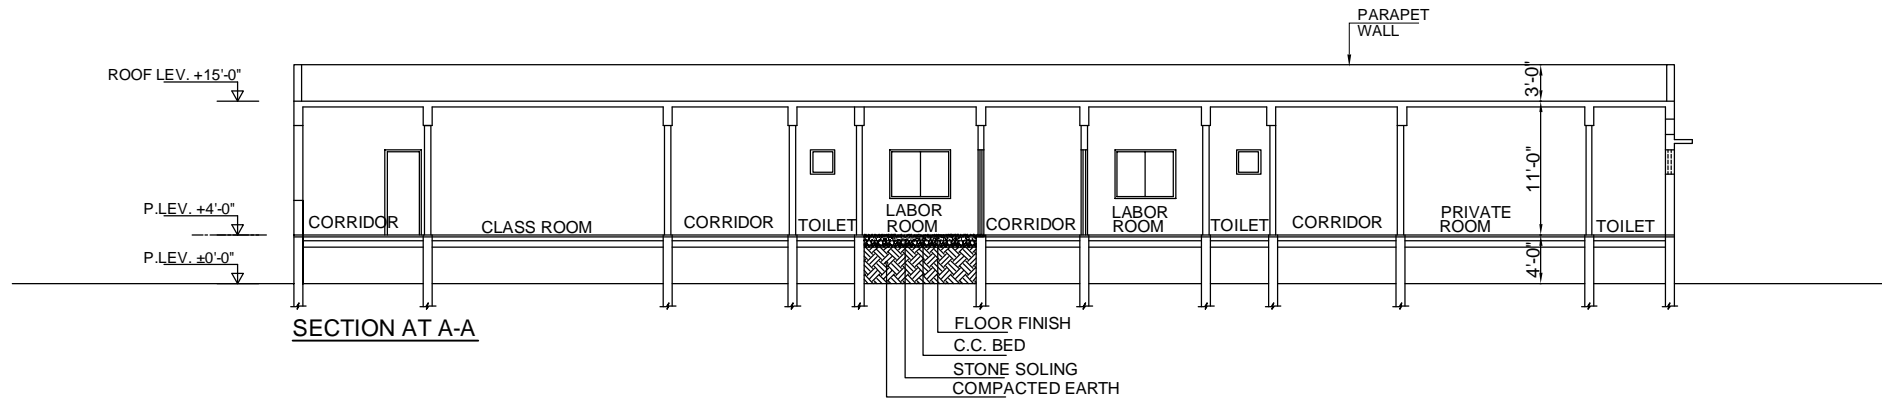 PARAPET
WALL
ROOF LEV. +15'-0"
3'-0"
11'-0"
P.LEV. +4'-0"
CORRIDOR
CLASS ROOM
CORRIDOR
TOILET
LABOR
ROOM
CORRIDOR
LABOR
ROOM
TOILET
CORRIDOR
PRIVATE
ROOM
TOILET
P.LEV. ±0'-0"
4'-0"
SECTION AT A-A
FLOOR FINISH
C.C. BED
STONE SOLING
COMPACTED EARTH